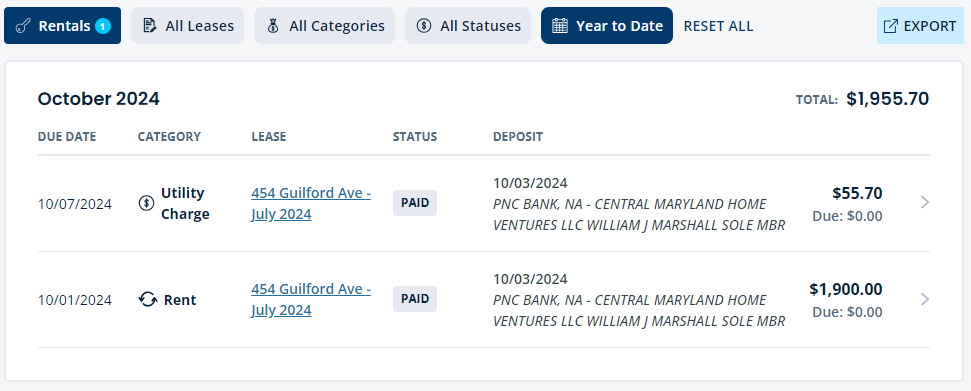 Rentals 1 All Leases All Categories All Statuses Year to Date RESET ALL EXPORT
October 2024 TOTAL: $1,955.70
DUE DATE CATEGORY LEASE STATUS DEPOSIT
10/07/2024 Utility Charge 454 Guilford Ave - July 2024 PAID 10/03/2024
PNC BANK, NA - CENTRAL MARYLAND HOME
VENTURES LLC WILLIAM J MARSHALL SOLE MBR
$55.70
Due: $0.00
10/01/2024 Rent 454 Guilford Ave - July 2024 PAID 10/03/2024
PNC BANK, NA - CENTRAL MARYLAND HOME
VENTURES LLC WILLIAM J MARSHALL SOLE MBR
$1,900.00
Due: $0.00